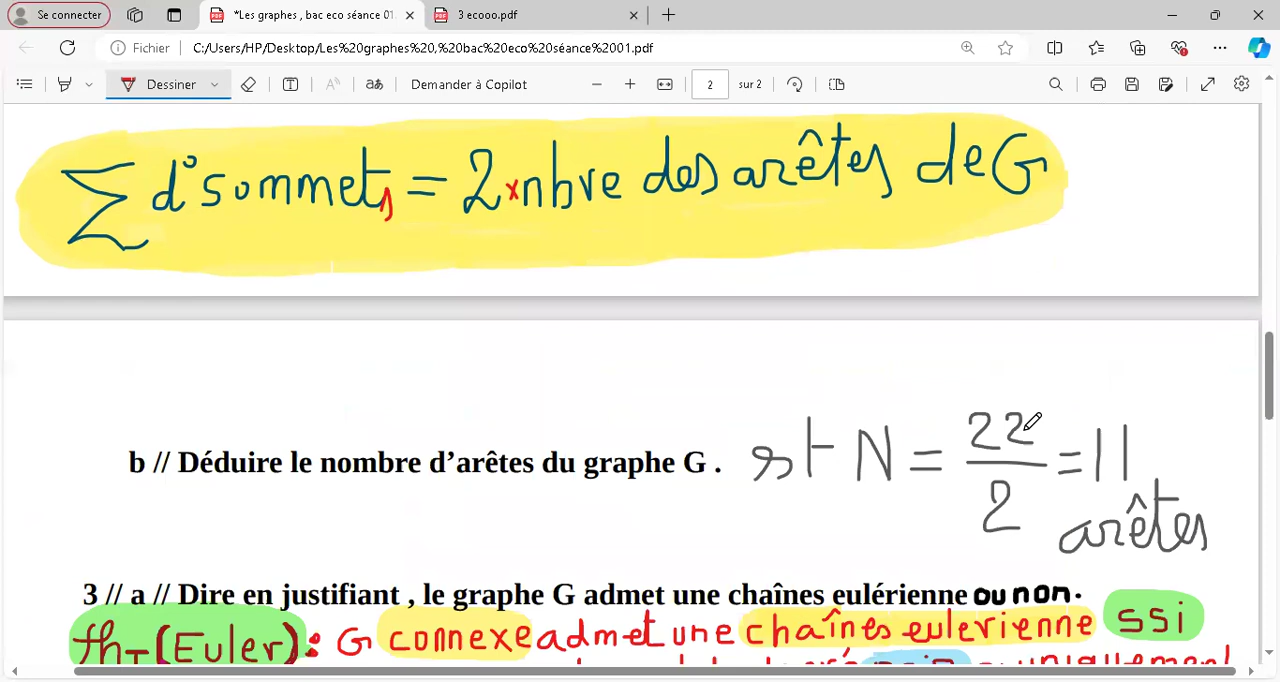 Se connecter
*Les graphes , bac eco séance 01.
3 ecooo.pdf
Fichier
C:/Users/HP/Desktop/Les%20graphes%20,%20bac%20eco%20séance%2001.pdf
Dessiner
Demander à Copilot
2
sur 2
∑ d° sommets = 2 × nbre des arêtes de G
b // Déduire le nombre d'arêtes du graphe G .
N = 22/2 = 11
arêtes
3 // a // Dire en justifiant , le graphe G admet une chaînes eulérienne ou non.
thT (Euler) : G connexe admet une chaînes eulérienne ssi